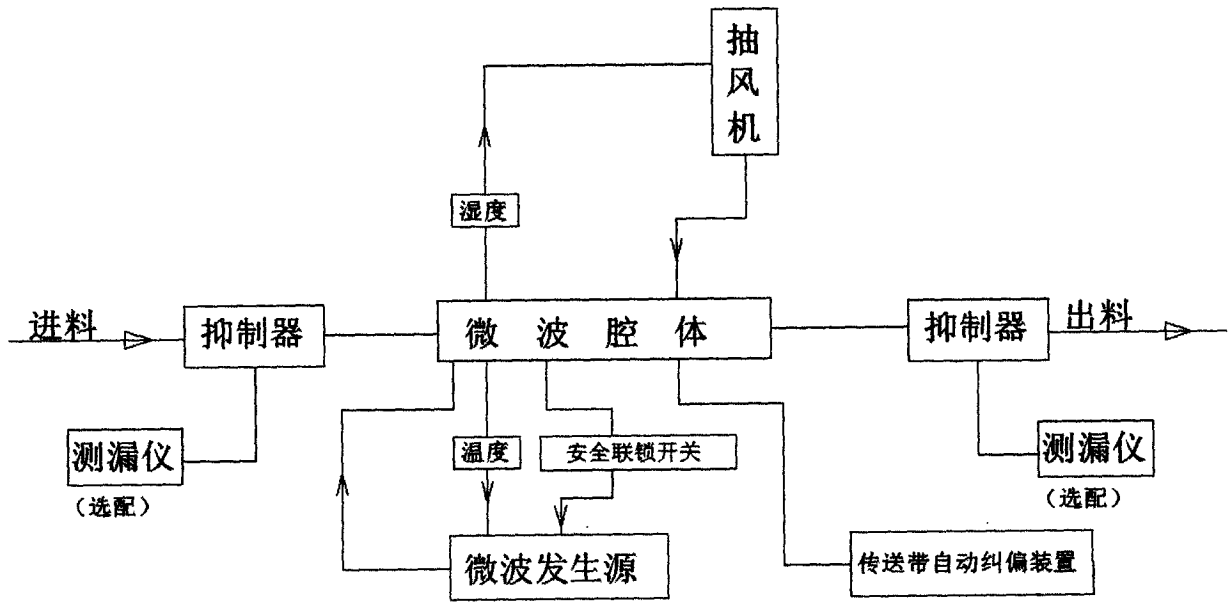 抽风机
湿度
进料
抑制器
微波腔体
抑制器
出料
测漏仪
（选配）
温度
安全联锁开关
测漏仪
（选配）
微波发生源
传送带自动纠偏装置